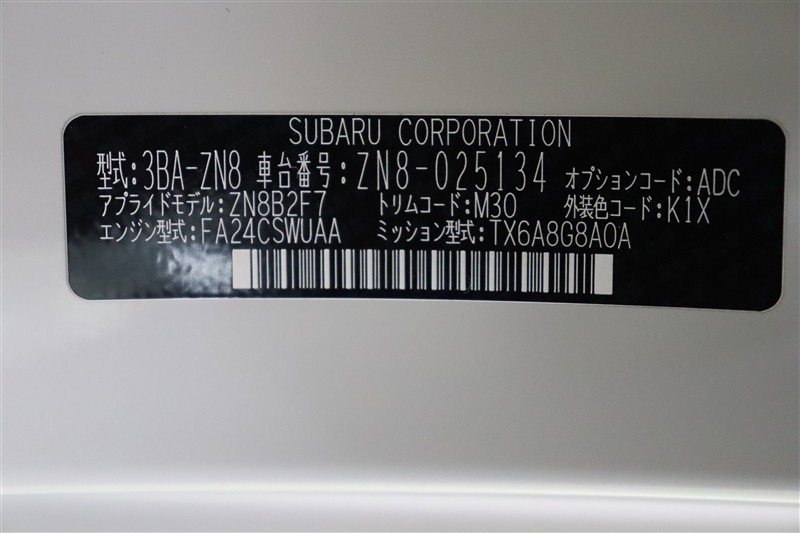 SUBARU CORPORATION
型式:3BA-ZN8 車台番号:ZN8-025134 オプションコード:ADC
アプライドモデル:ZN8B2F7 トリムコード:M30 外装色コード:K1X
エンジン型式:FA24CSWUAA ミッション型式:TX6A8G8A0A